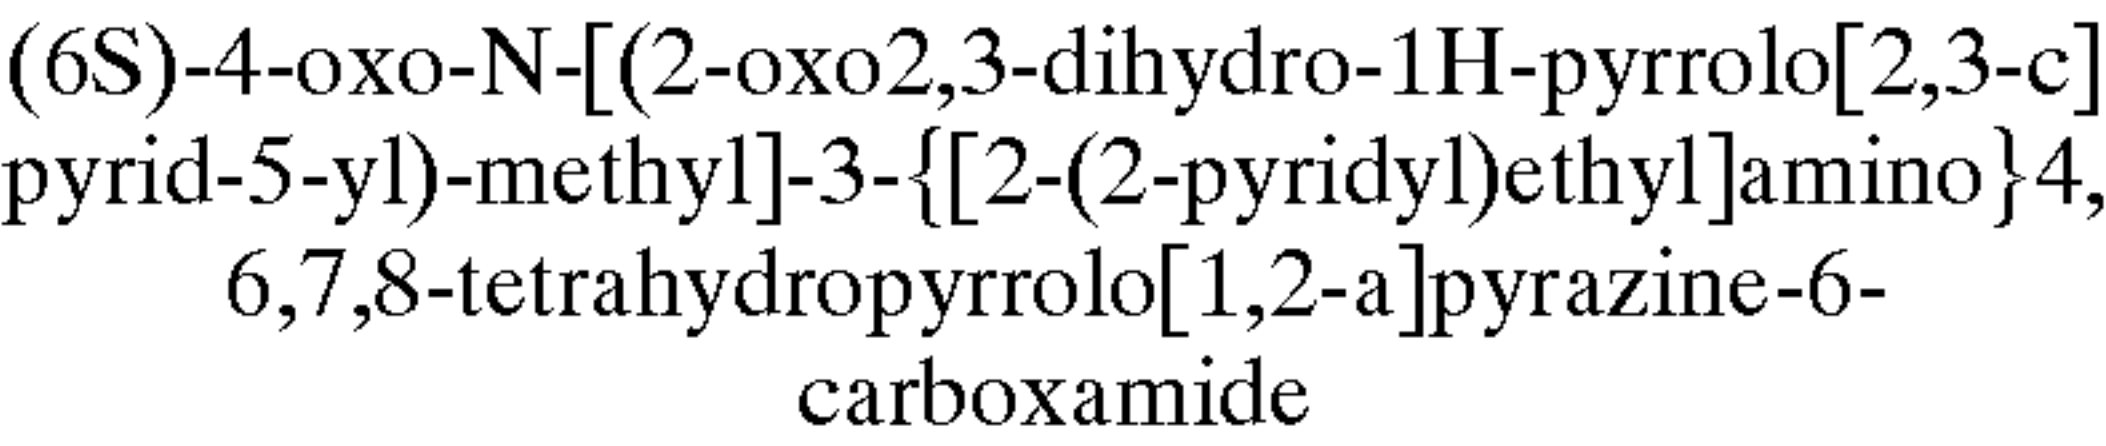 (6S)-4-oxo-N-[(2-oxo2,3-dihydro-1H-pyrrolo[2,3-c]
pyrid-5-yl)-methyl]-3-{[2-(2-pyridyl)ethyl]amino}4,
6,7,8-tetrahydropyrrolo[1,2-a]pyrazine-6-
carboxamide